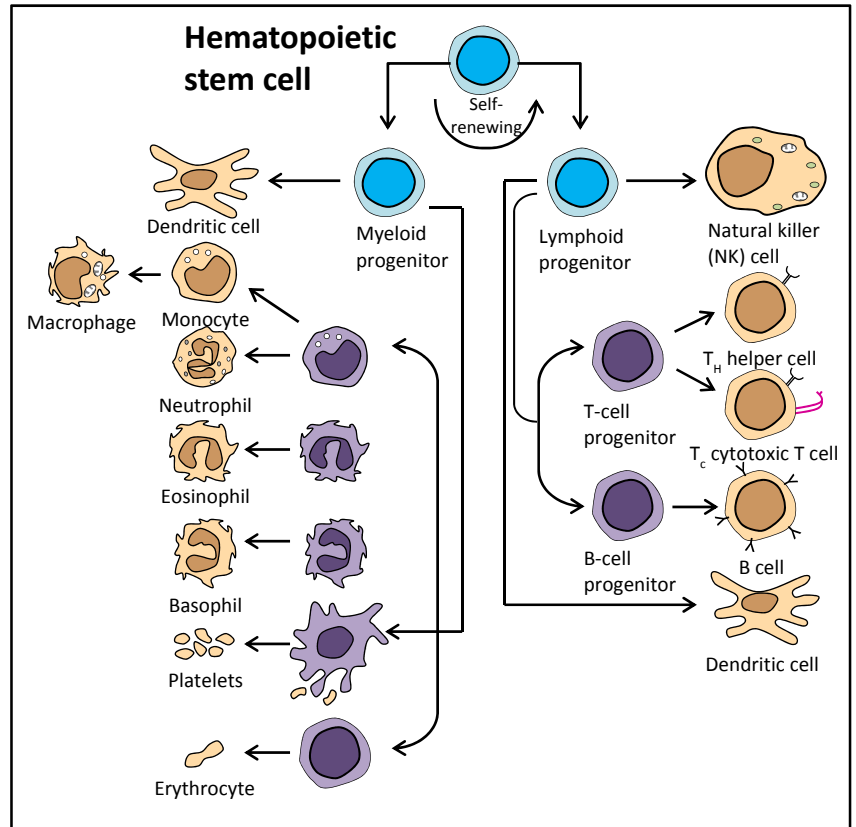 Hematopoietic
stem cell
Self-
renewing
Dendritic cell
Myeloid
progenitor
Lymphoid
progenitor
Natural killer
(NK) cell
Macrophage
Monocyte
Neutrophil
T-cell
progenitor
TH helper cell
Eosinophil
Tc cytotoxic T cell
Basophil
B-cell
progenitor
B cell
Platelets
Dendritic cell
Erythrocyte